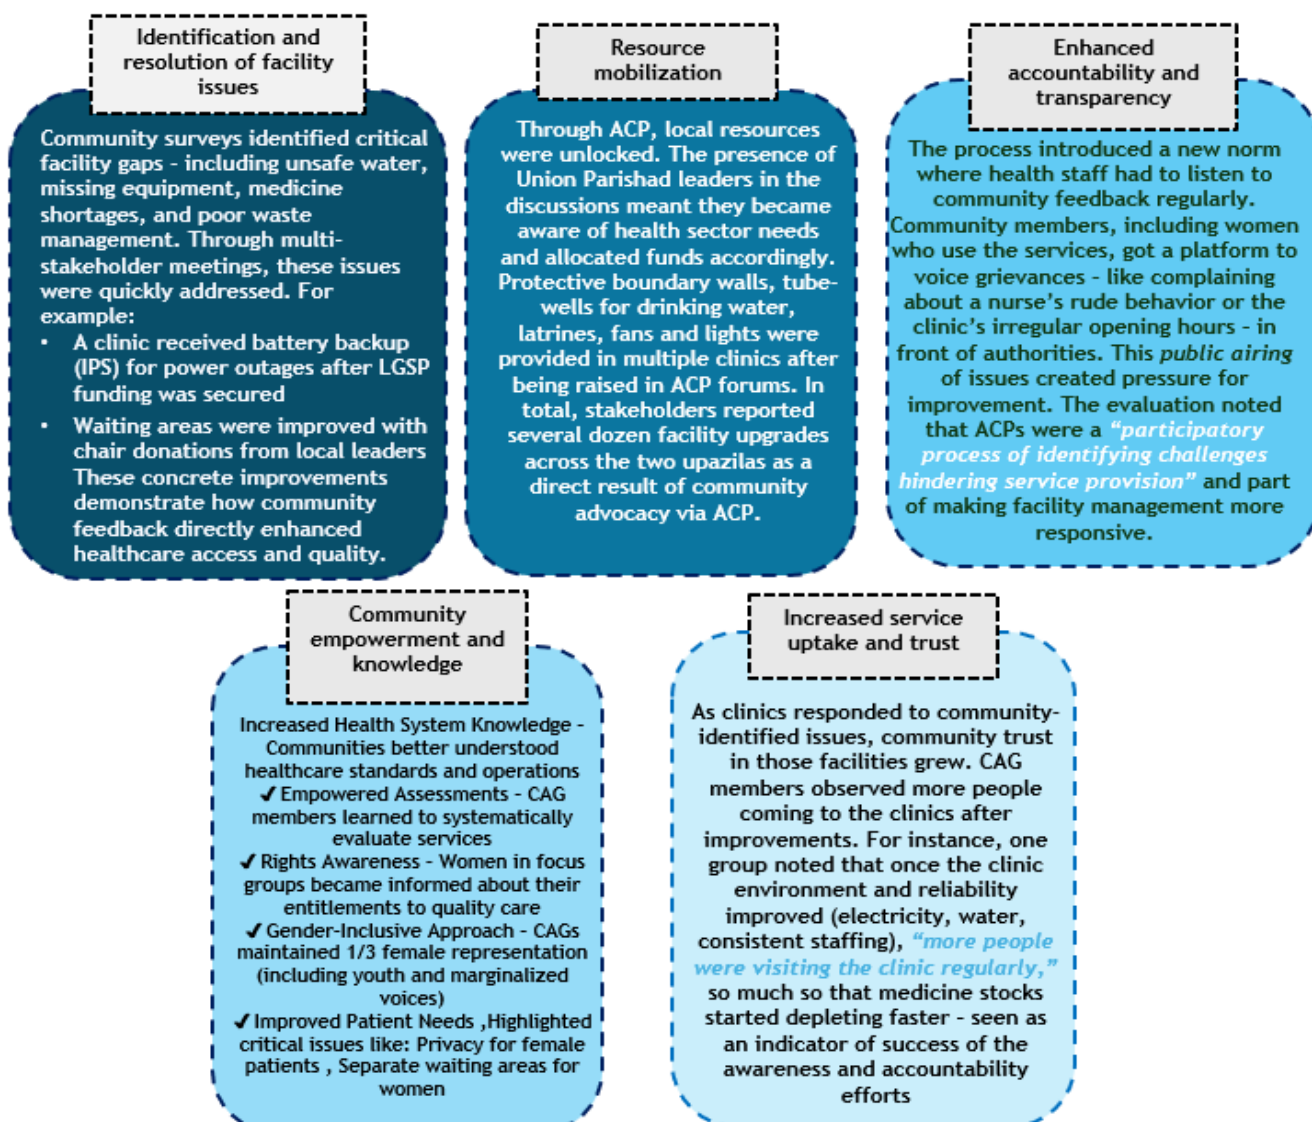 Identification and
resolution of facility
issues
Community surveys identified critical
facility gaps - including unsafe water,
missing equipment, medicine
shortages, and poor waste
management. Through multi-
stakeholder meetings, these issues
were quickly addressed. For
example:
• A clinic received battery backup
(IPS) for power outages after LGSP
funding was secured
• Waiting areas were improved with
chair donations from local leaders
These concrete improvements
demonstrate how community
feedback directly enhanced
healthcare access and quality.
Resource
mobilization
Through ACP, local resources
were unlocked. The presence of
Union Parishad leaders in the
discussions meant they became
aware of health sector needs
and allocated funds accordingly.
Protective boundary walls, tube-
wells for drinking water,
latrines, fans and lights were
provided in multiple clinics after
being raised in ACP forums. In
total, stakeholders reported
several dozen facility upgrades
across the two upazilas as a
direct result of community
advocacy via ACP.
Enhanced
accountability and
transparency
The process introduced a new norm
where health staff had to listen to
community feedback regularly.
Community members, including women
who use the services, got a platform to
voice grievances - like complaining
about a nurse's rude behavior or the
clinic's irregular opening hours - in
front of authorities. This public airing
of issues created pressure for
improvement. The evaluation noted
that ACPs were a “participatory
process of identifying challenges
hindering service provision” and part
of making facility management more
responsive.
Community
empowerment and
knowledge
Increased Health System Knowledge -
Communities better understood
healthcare standards and operations
✔ Empowered Assessments - CAG
members learned to systematically
evaluate services
✔ Rights Awareness - Women in focus
groups became informed about their
entitlements to quality care
✔ Gender-Inclusive Approach - CAGs
maintained 1/3 female representation
(including youth and marginalized
voices)
✔ Improved Patient Needs ,Highlighted
critical issues like: Privacy for female
patients , Separate waiting areas for
women
Increased service
uptake and trust
As clinics responded to community-
identified issues, community trust
in those facilities grew. CAG
members observed more people
coming to the clinics after
improvements. For instance, one
group noted that once the clinic
environment and reliability
improved (electricity, water,
consistent staffing), “more people
were visiting the clinic regularly,”
so much so that medicine stocks
started depleting faster - seen as
an indicator of success of the
awareness and accountability
efforts